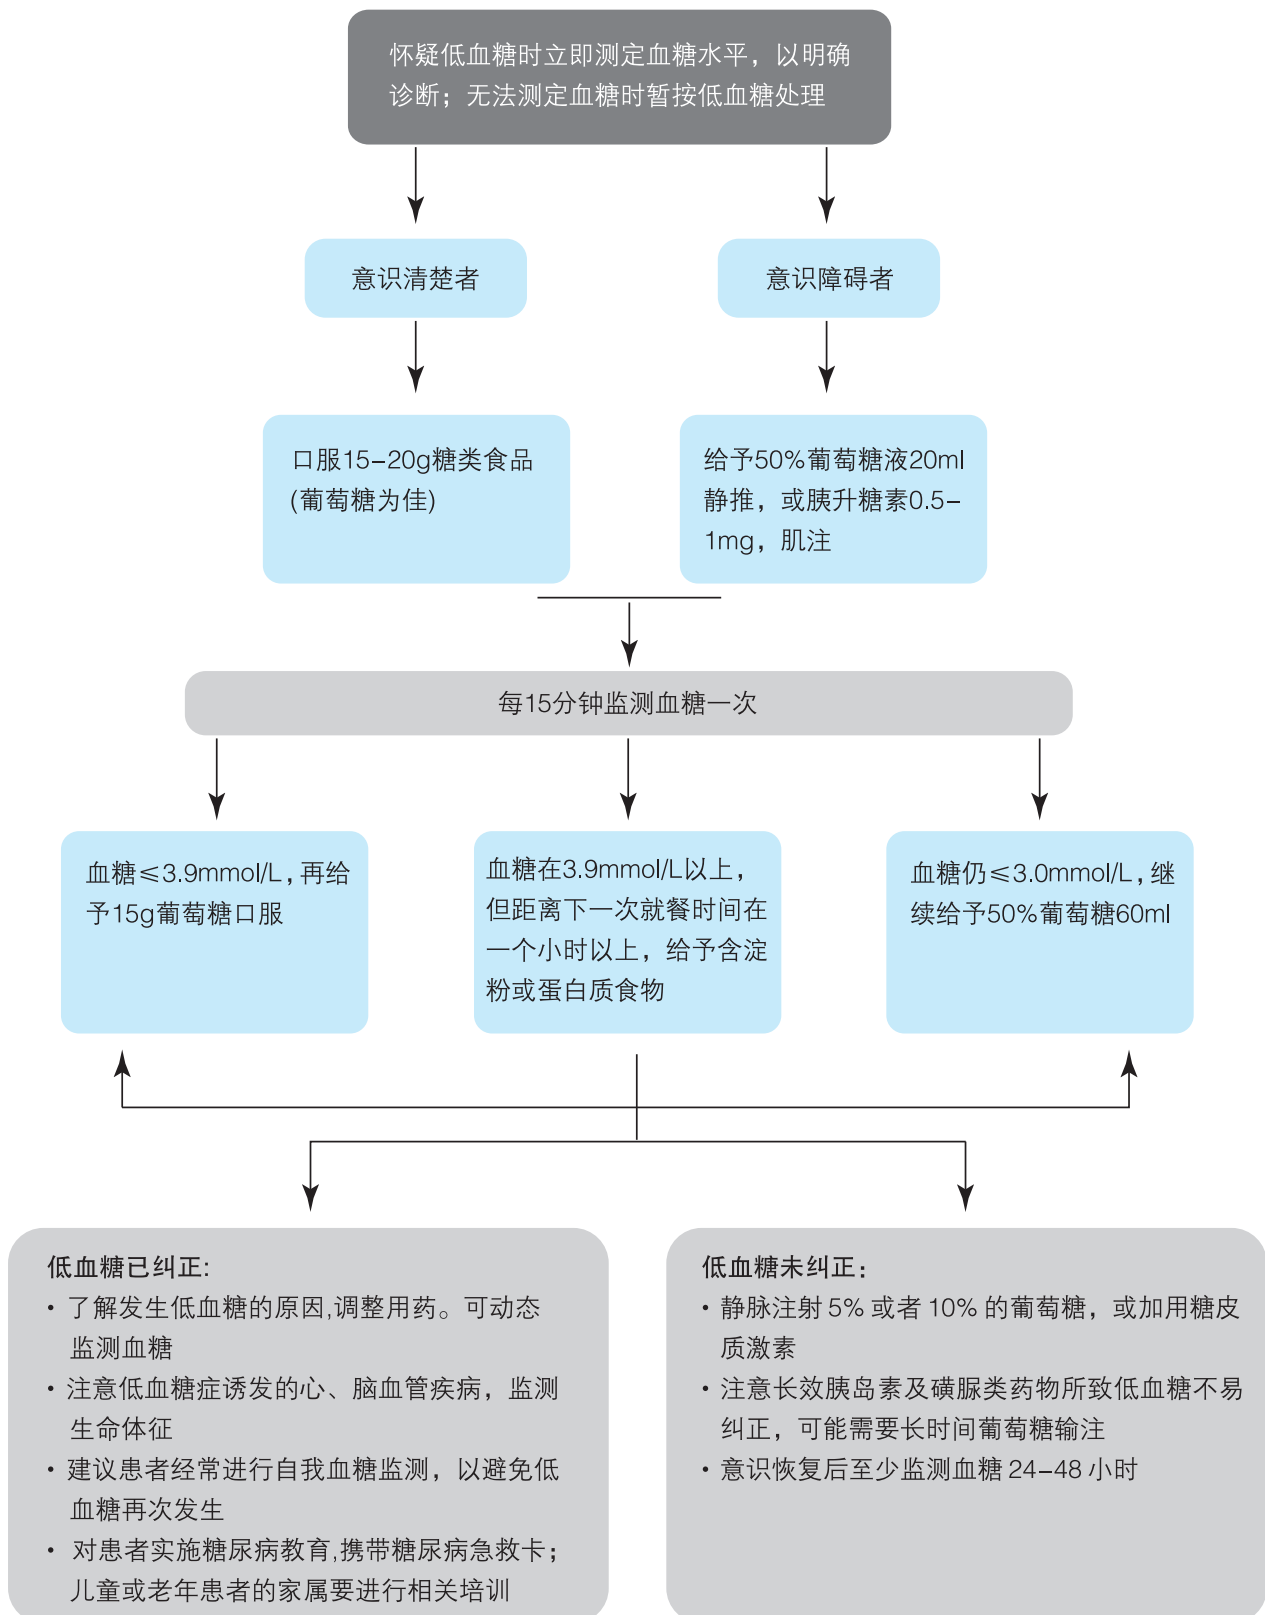 怀疑低血糖时立即测定血糖水平，以明确
诊断；无法测定血糖时暂按低血糖处理
意识清楚者
意识障碍者
口服15-20g糖类食品
(葡萄糖为佳)
给予50%葡萄糖液20ml
静推，或胰升糖素0.5-
1mg，肌注
每15分钟监测血糖一次
血糖≤3.9mmol/L，再给
予15g葡萄糖口服
血糖在3.9mmol/L以上，
但距离下一次就餐时间在
一个小时以上，给予含淀
粉或蛋白质食物
血糖仍≤3.0mmol/L，继
续给予50%葡萄糖60ml
低血糖已纠正:
• 了解发生低血糖的原因,调整用药。可动态
监测血糖
• 注意低血糖症诱发的心、脑血管疾病，监测
生命体征
• 建议患者经常进行自我血糖监测，以避免低
血糖再次发生
• 对患者实施糖尿病教育,携带糖尿病急救卡；
儿童或老年患者的家属要进行相关培训
低血糖未纠正：
• 静脉注射 5% 或者 10% 的葡萄糖，或加用糖皮
质激素
• 注意长效胰岛素及磺脲类药物所致低血糖不易
纠正，可能需要长时间葡萄糖输注
• 意识恢复后至少监测血糖 24-48 小时